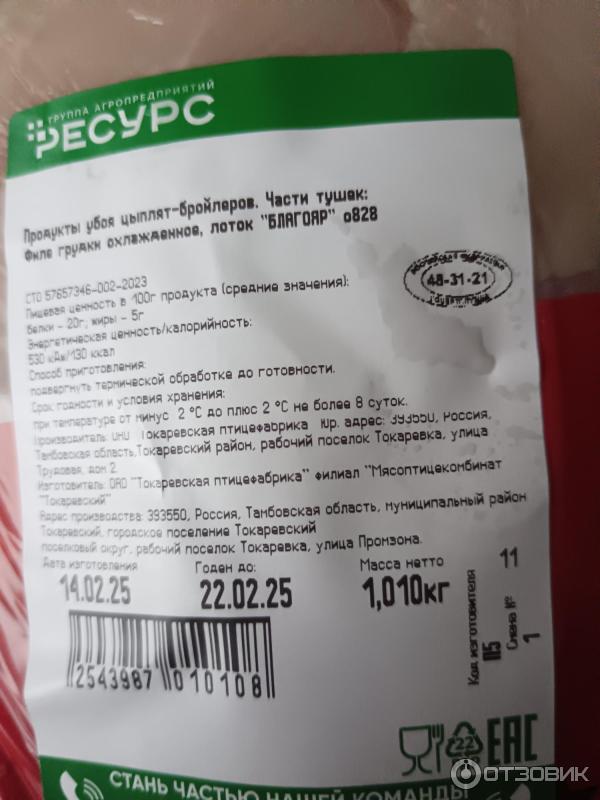 ГРУППА АГРОПРЕДПРИЯТИЙ
РЕСУРС
Продукты убоя цыплят-бройлеров. Части тушек:
Филе грудки охлажденное, лоток "БЛАГОЯР" о828
СТО 57657346-002-2023
Пищевая ценность в 100г продукта (средние значения):
белки - 20г; жиры - 5г
Энергетическая ценность/калорийность:
530 кДж/130 ккал
48-31-21
Способ приготовления:
подвергнуть термической обработке до готовности.
Срок годности и условия хранения:
при температуре от минус 2 °С до плюс 2 °С не более 8 суток.
Производитель: ОАО "Токаревская птицефабрика" Юр. адрес: 393550, Россия,
Тамбовская область,Токаревский район, рабочий поселок Токаревка, улица
Трудовая, дом 2
Изготовитель: ОАО "Токаревская птицефабрика" филиал "Мясоптицекомбинат
"Токаревский"
Адрес производства: 393550, Россия, Тамбовская область, муниципальный район
Токаревский, городское поселение Токаревский
поселковый округ, рабочий поселок Токаревка, улица Промзона.
Дата изготовления
14.02.25
Годен до:
22.02.25
Масса нетто
1,010кг
Код изготовителя
П5
11
Смена №
1
2543987 010108
22
ЕАС
СТАНЬ ЧАСТЬЮ НАШЕЙ КОМАНДЫ
ОТЗОВИК